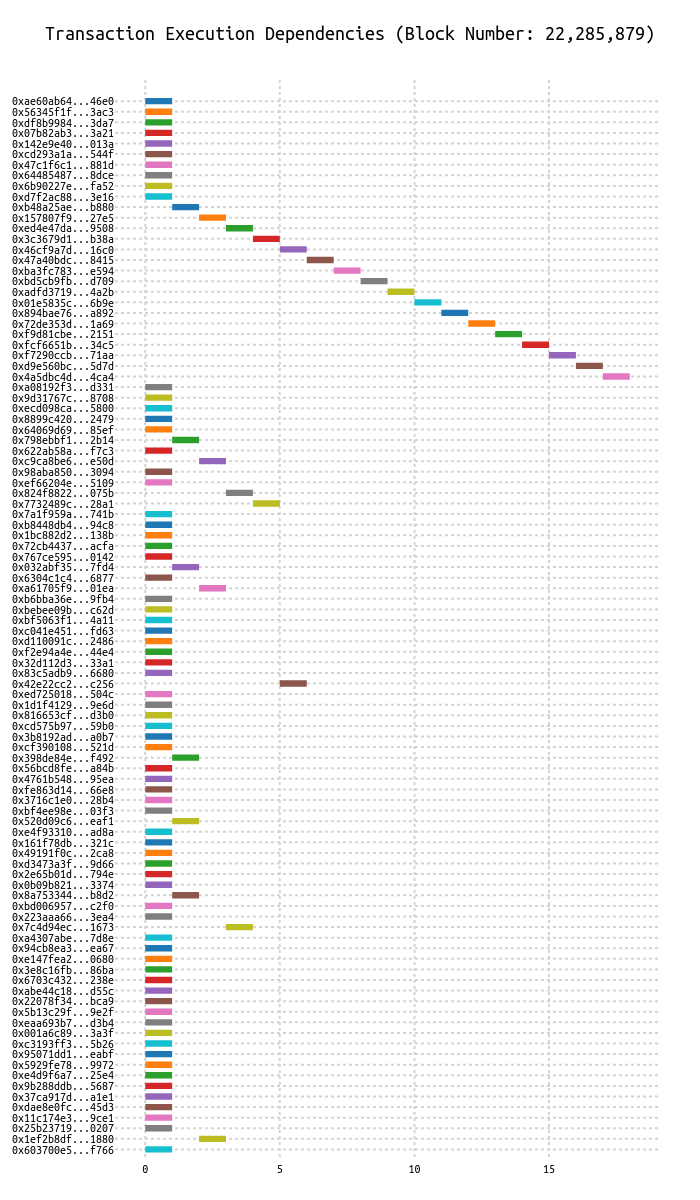 Transaction Execution Dependencies (Block Number: 22,285,879)
0xae60ab64...46e0
0x56345f1f...3ac3
0xdf8b9984...3da7
0x07b82ab3...3a21
0x142e9e40...013a
0xcd293a1a...544f
0x47c1f6c1...881d
0x64485487...8dce
0x6b90227e...fa52
0xd7f2ac88...3e16
0xb48a25ae...b880
0x157807f9...27e5
0xed4e47da...9508
0x3c3679d1...b38a
0x46cf9a7d...16c0
0x47a40bdc...8415
0xba3fc783...e594
0xbd5cb9fb...d709
0xadfd3719...4a2b
0x01e5835c...6b9e
0x894bae76...a892
0x72de353d...1a69
0xf9d81cbe...2151
0xfcf6651b...34c5
0xf7290ccb...71aa
0xd9e560bc...5d7d
0x4a5dbc4d...4ca4
0xa08192f3...d331
0x9d31767c...8708
0xecd098ca...5800
0x8899c420...2479
0x64069d69...85ef
0x798ebbf1...2b14
0x622ab58a...f7c3
0xc9ca8be6...e50d
0x98aba850...3094
0xef66204e...5109
0x824f8822...075b
0x7732489c...28a1
0x7a1f959a...741b
0xb8448db4...94c8
0x1bc882d2...138b
0x72cb4437...acfa
0x767ce595...0142
0x032abf35...7fd4
0x6304c1c4...6877
0xa61705f9...01ea
0xb6bba36e...9fb4
0xbebee09b...c62d
0xbf5063f1...4a11
0xc041e451...fd63
0xd110091c...2486
0xf2e94a4e...44e4
0x32d112d3...33a1
0x83c5adb9...6680
0x42e22cc2...c256
0xed725018...504c
0x1d1f4129...9e6d
0x816653cf...d3b0
0xcd575b97...59b0
0x3b8192ad...a0b7
0xcf390108...521d
0x398de84e...f492
0x56bcd8fe...a84b
0x4761b548...95ea
0xfe863d14...66e8
0x3716c1e0...28b4
0xbf4ee98e...03f3
0x520d09c6...eaf1
0xe4f93310...ad8a
0x161f78db...321c
0x49191f0c...2ca8
0xd3473a3f...9d66
0x2e65b01d...794e
0x0b09b821...3374
0x8a753344...b8d2
0xbd006957...c2f0
0x223aaa66...3ea4
0x7c4d94ec...1673
0xa4307abe...7d8e
0x94cb8ea3...ea67
0xe147fea2...0680
0x3e8c16fb...86ba
0x6703c432...238e
0xabe44c18...d55c
0x22078f34...bca9
0x5b13c29f...9e2f
0xeaa693b7...d3b4
0x001a6c89...3a3f
0xc3193ff3...5b26
0x95071dd1...eabf
0x5929fe78...9972
0xe4d9f6a7...25e4
0x9b288ddb...5687
0x37ca917d...a1e1
0xdae8e0fc...45d3
0x11c174e3...9ce1
0x25b23719...0207
0x1ef2b8df...1880
0x603700e5...f766
0 5 10 15